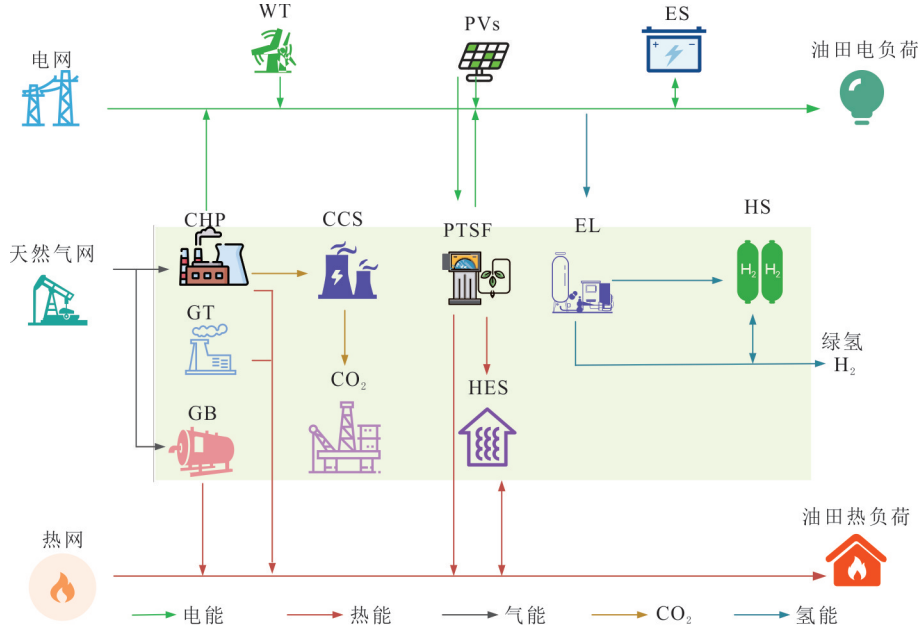 WT
PVs
ES
电网
油田电负荷
CHP
CCS
PTSF
EL
HS
天然气网
H₂ H₂
GT
绿氢
H₂
CO₂
HES
GB
油田热负荷
热网
电能
热能
气能
CO₂
氢能